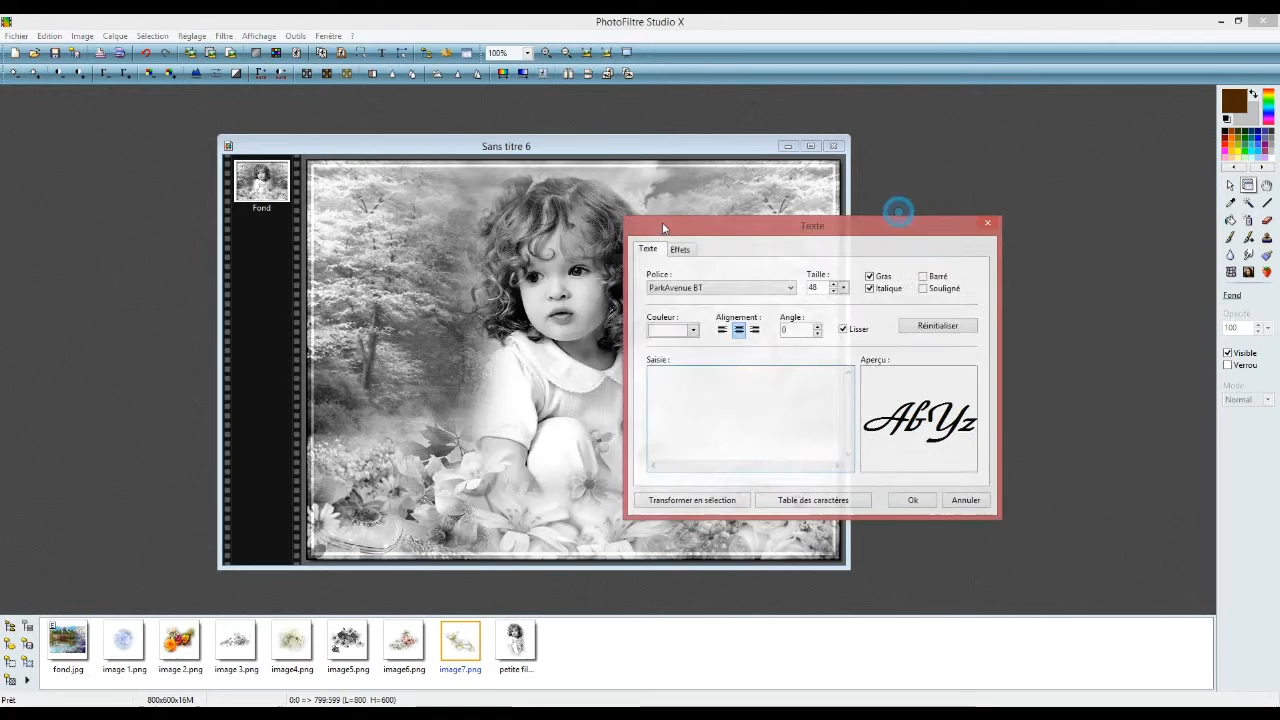 PhotoFiltre Studio X
Fichier Edition Image Calque Sélection Réglage Filtre Affichage Outils Fenêtre ?
100%
Sans titre 6
Fond
Texte
Texte Effets
Police : Taille : Gras Barré
ParkAvenue BT 48 Italique Souligné
Couleur : Alignement : Angle :
0 Lisser Réinitialiser
Saisie : Aperçu :
AbYz
Transformer en sélection Table des caractères Ok Annuler
Fond
Opacité
100
Visible
Verrou
Mode
Normal
fond.jpg image 1.png image 2.png image 3.png image4.png image5.png image6.png image7.png petite fil...
Prêt 800x600x16M 0:0 => 799:599 (L=800 H=600)